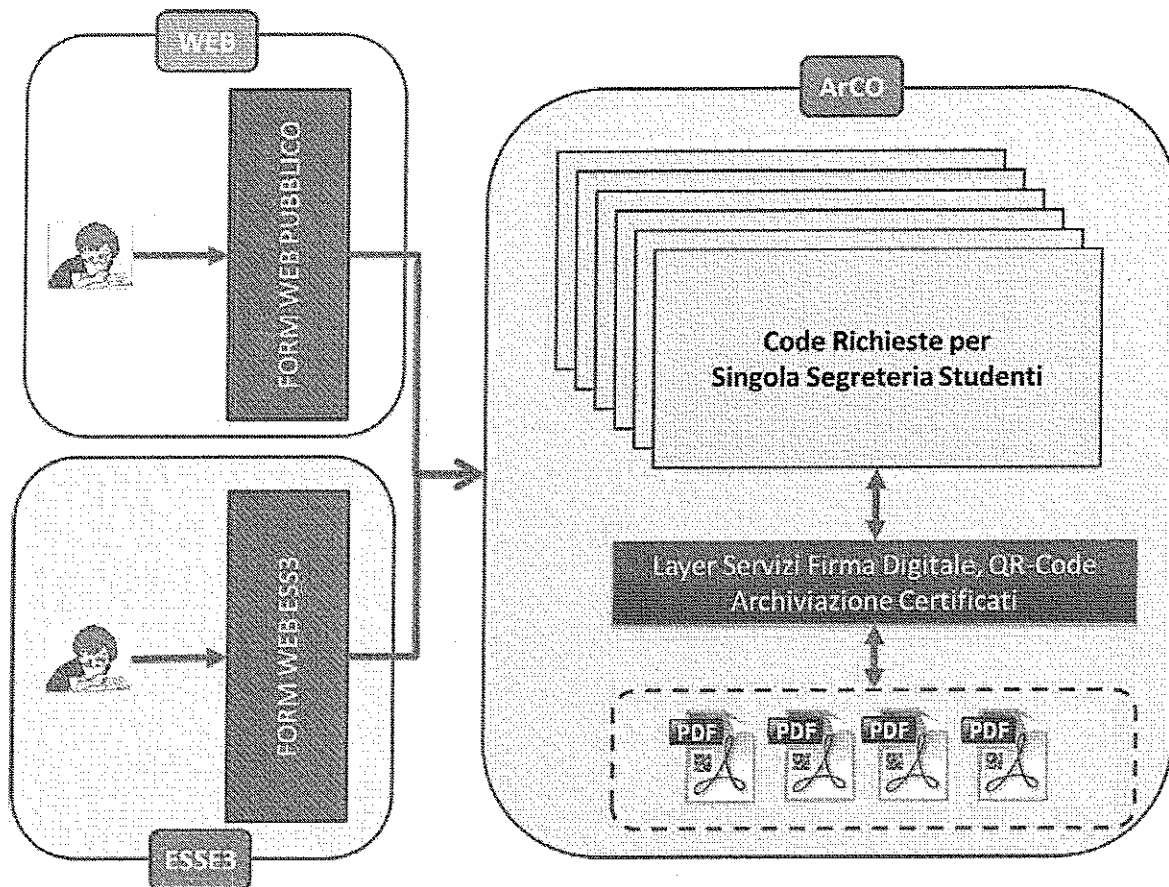 WEB
FORM WEB PUBBLICO
ArCO
Code Richieste per
Singola Segreteria Studenti
FORM WEB ESS3
Layer Servizi Firma Digitale, QR-Code
Archiviazione Certificati
PDF
PDF
PDF
PDF
ESSE3